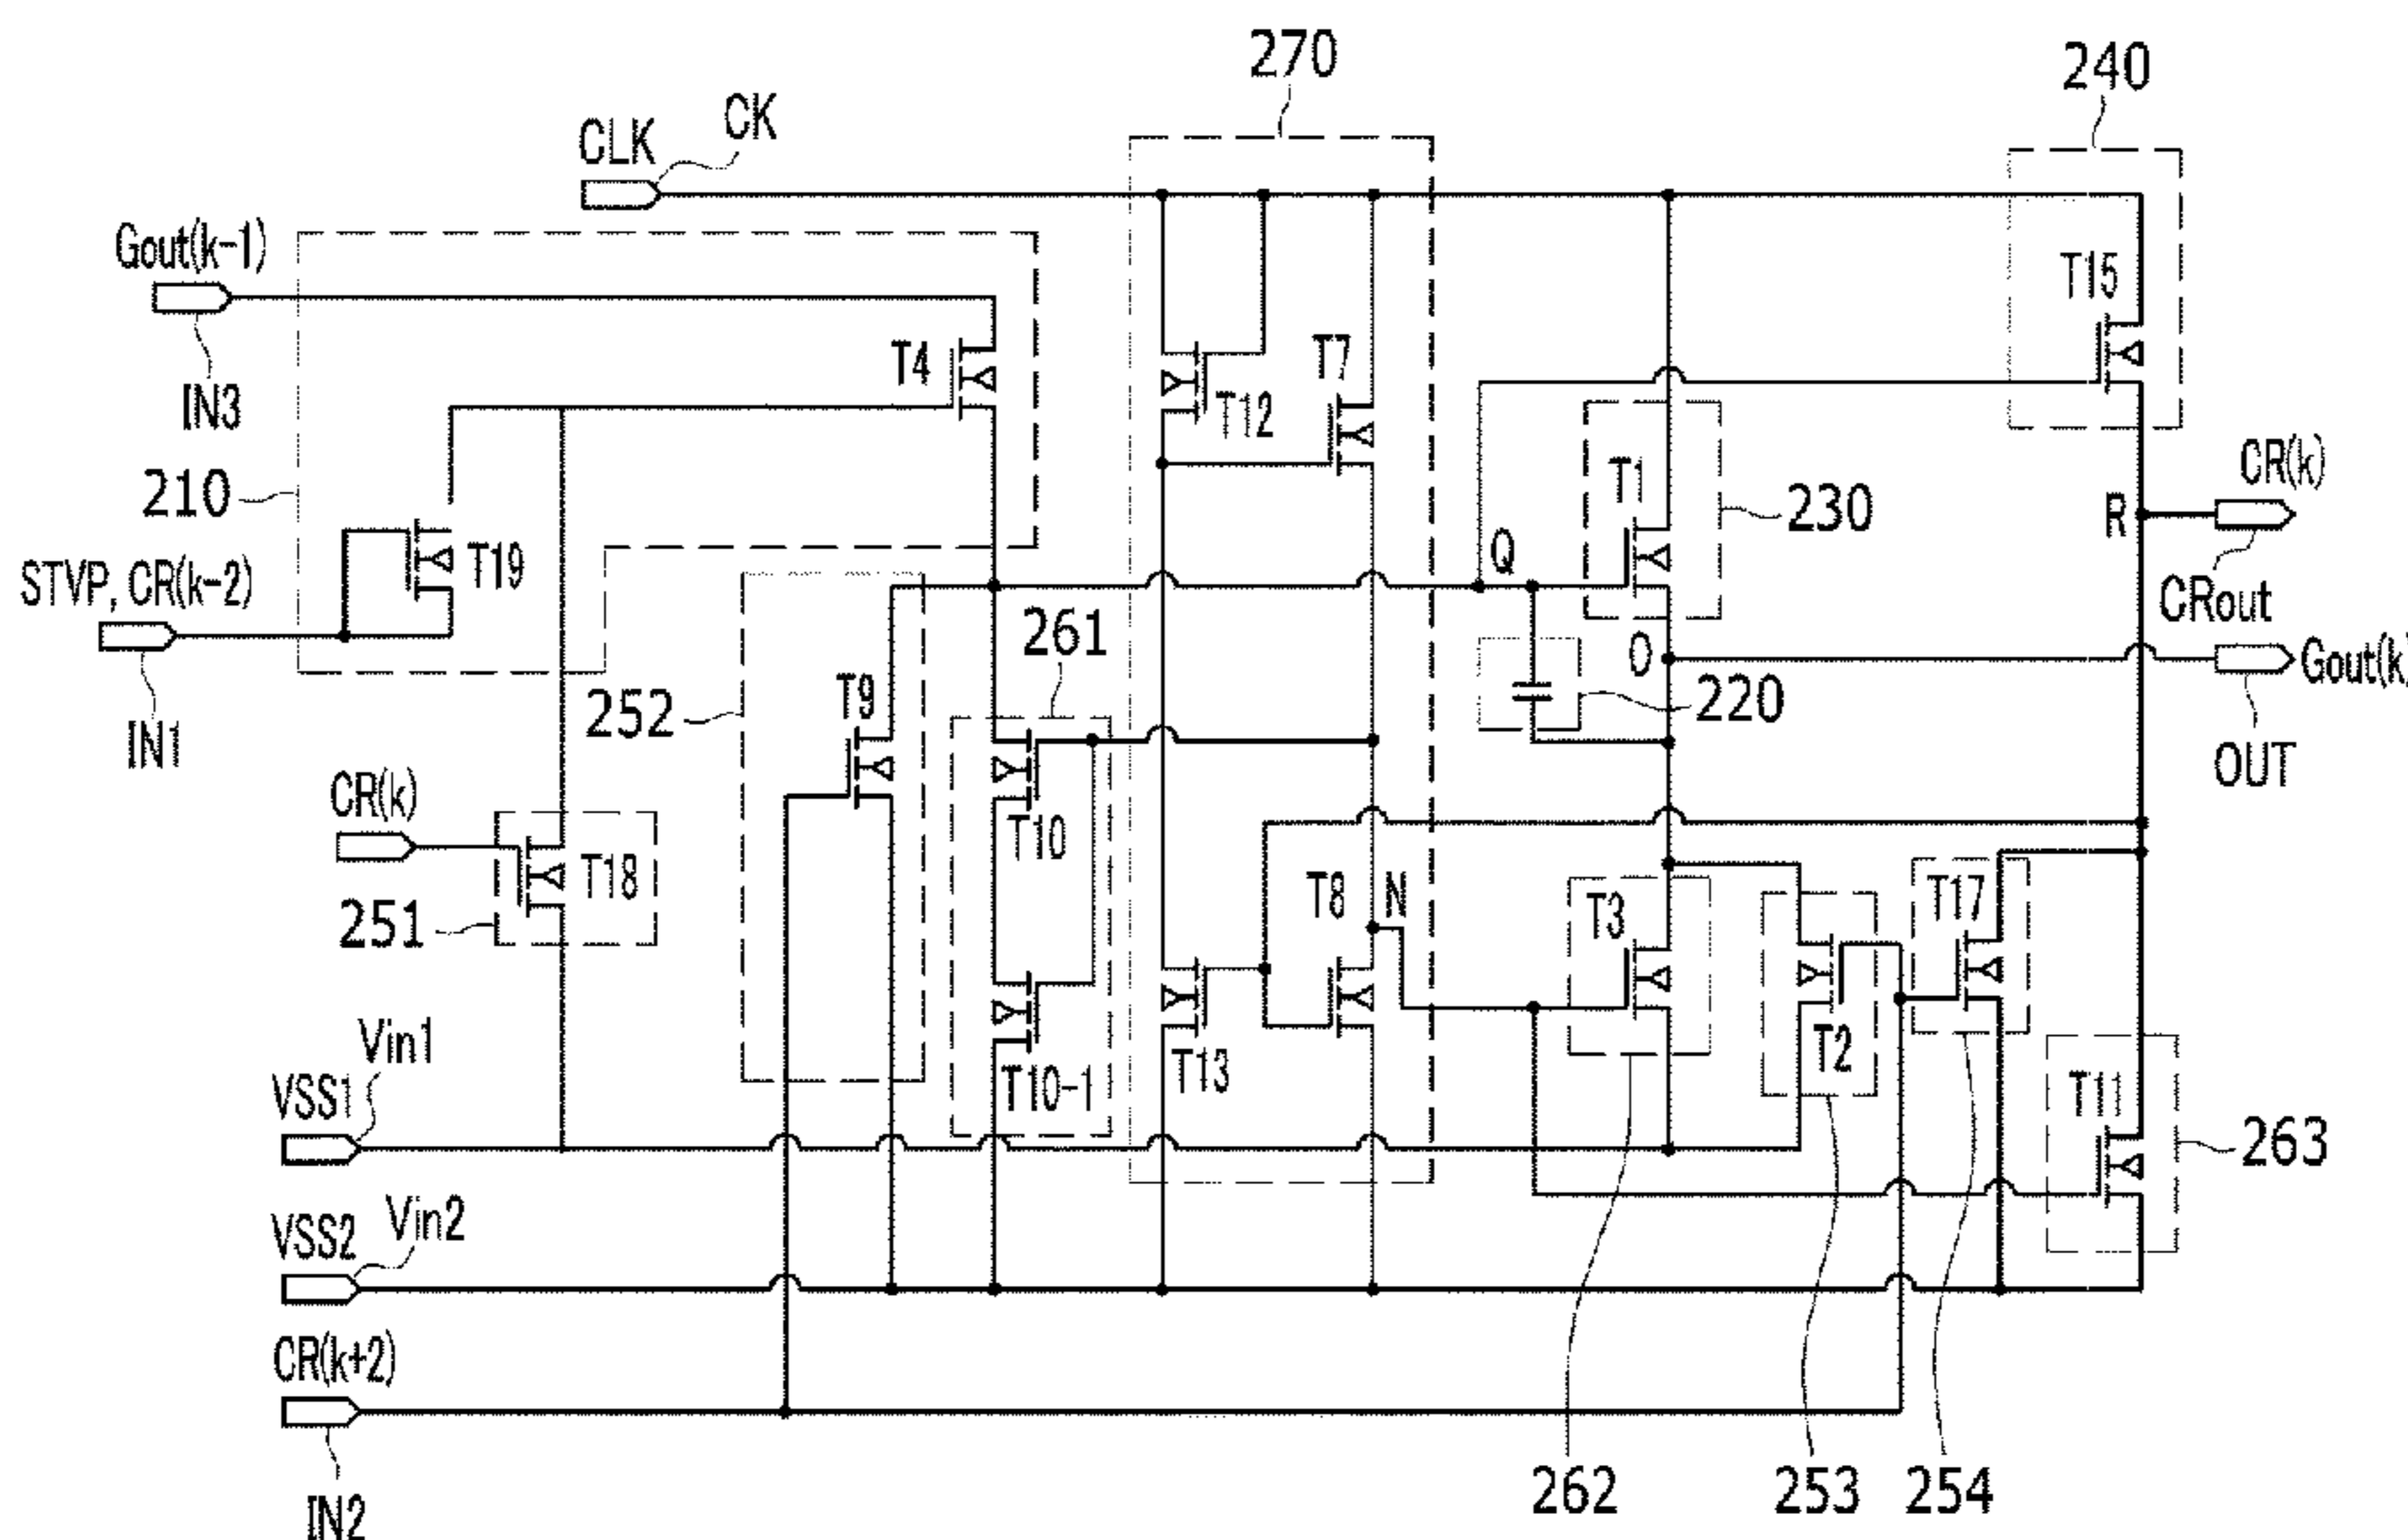 270
240
CLK
CK
Gout(k-1)
T15
T4
T7
IN3
T12
CR(k)
210
T1
R
230
T19
Q
STVP, CR(k-2)
CRout
261
O
Gout(k)
T9
252
220
IN1
OUT
CR(k)
T10
T18
T8
N
T3
T17
251
Vin1
T13
T2
T10-1
VSS1
T11
263
VSS2
Vin2
CR(k+2)
262
253
254
IN2